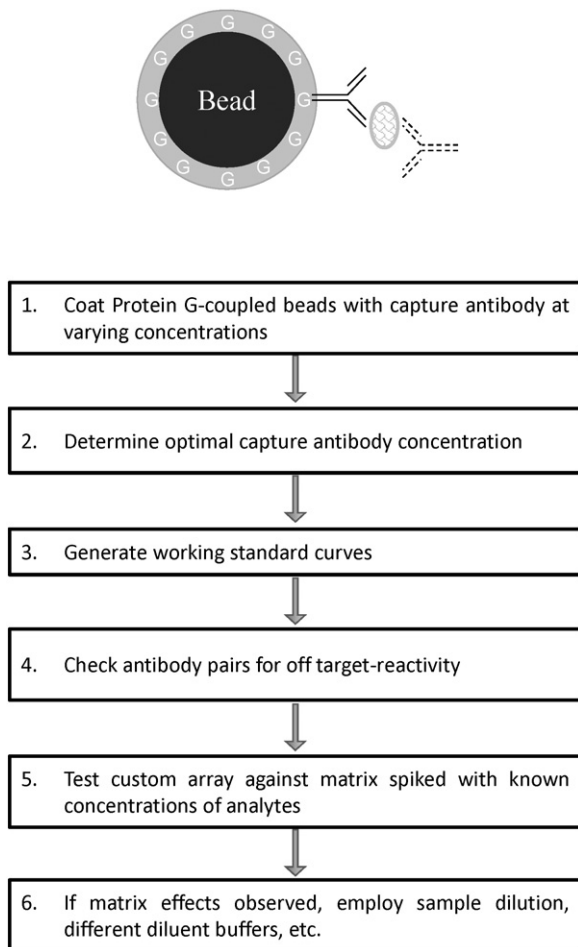 G
G G
G G
G Bead G
G G
G G
G
1. Coat Protein G-coupled beads with capture antibody at
varying concentrations
2. Determine optimal capture antibody concentration
3. Generate working standard curves
4. Check antibody pairs for off target-reactivity
5. Test custom array against matrix spiked with known
concentrations of analytes
6. If matrix effects observed, employ sample dilution,
different diluent buffers, etc.